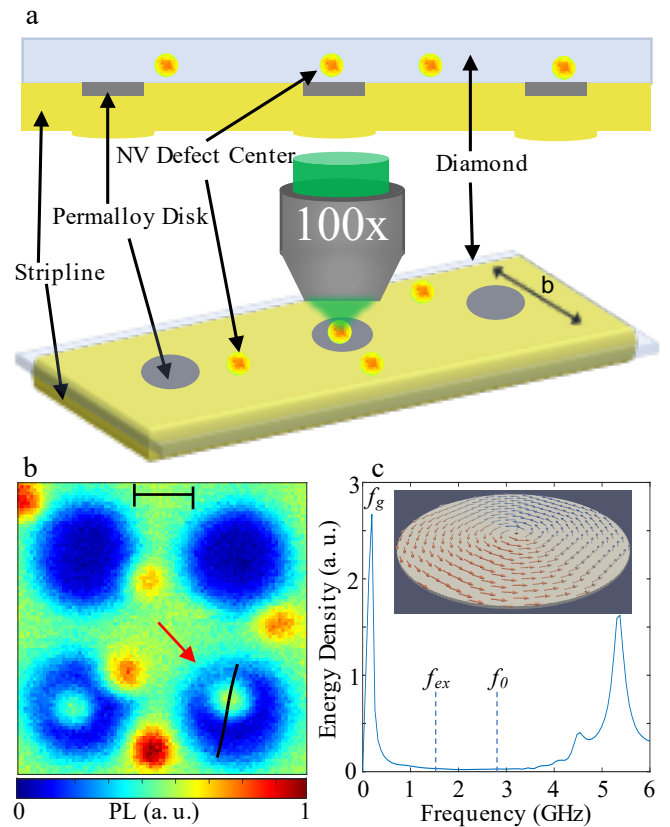 a
NV Defect Center
Diamond
Permalloy Disk
100x
Stripline
b
b
c
3
f_g
2
f_ex
f_0
1
0
Energy Density (a. u.)
0 1 2 3 4 5 6
Frequency (GHz)
0 PL (a. u.) 1